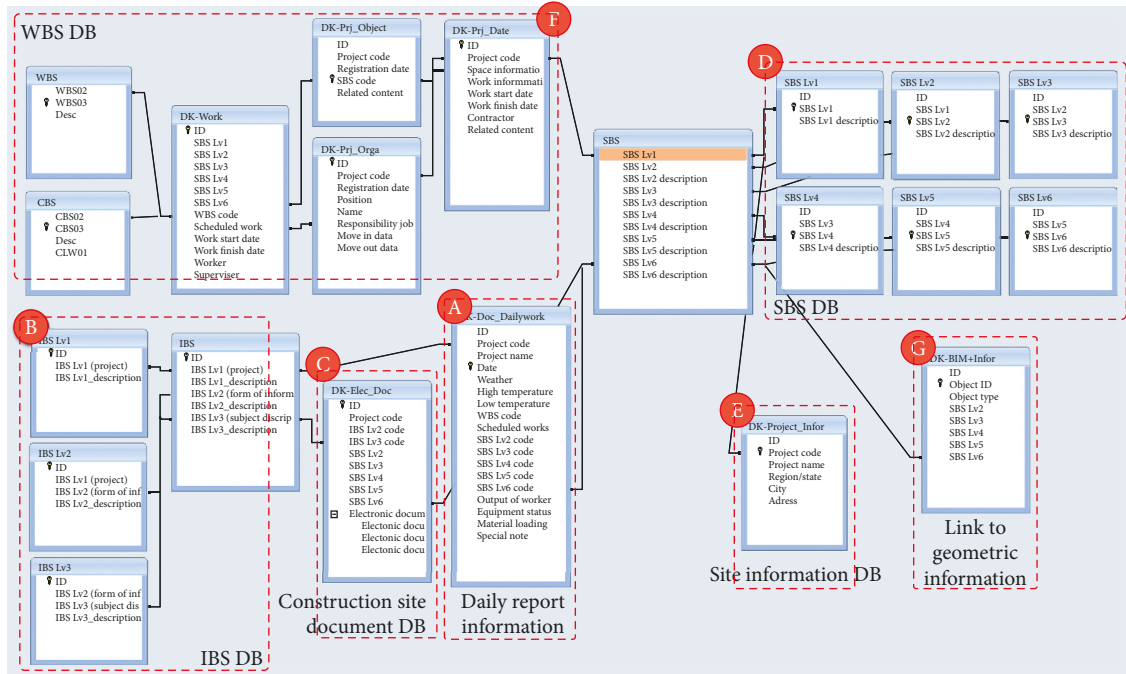 WBS DB
F
WBS
WBS02
WBS03
Desc
CBS
CBS02
CBS03
Desc
CLW01
DK-Work
ID
SBS Lv1
SBS Lv2
SBS Lv3
SBS Lv4
SBS Lv5
SBS Lv6
WBS code
Scheduled work
Work start date
Work finish date
Worker
Superviser
DK-Prj_Object
ID
Project code
Registration date
SBS code
Related content
DK-Prj_Orga
ID
Project code
Registration date
Position
Name
Responsibility job
Move in data
Move out data
DK-Prj_Date
ID
Project code
Space informatio
Work informmati
Work start date
Work finish date
Contractor
Related content
SBS
SBS Lv1
SBS Lv2
SBS Lv2 description
SBS Lv3
SBS Lv3 description
SBS Lv4
SBS Lv4 description
SBS Lv5
SBS Lv5 description
SBS Lv6
SBS Lv6 description
D
SBS Lv1
ID
SBS Lv1
SBS Lv1 descriptio
SBS Lv2
ID
SBS Lv1
SBS Lv2
SBS Lv2 descriptio
SBS Lv3
ID
SBS Lv2
SBS Lv3
SBS Lv3 descriptio
SBS Lv4
ID
SBS Lv3
SBS Lv4
SBS Lv4 descriptio
SBS Lv5
ID
SBS Lv4
SBS Lv5
SBS Lv5 descriptio
SBS Lv6
ID
SBS Lv5
SBS Lv6
SBS Lv6 descriptio
SBS DB
B
IBS Lv1
ID
IBS Lv1 (project)
IBS Lv1_description
IBS Lv2
ID
IBS Lv1 (project)
IBS Lv2 (form of inf
IBS Lv2_description
IBS Lv3
ID
IBS Lv2 (form of inf
IBS Lv3 (subject dis
IBS Lv3_description
IBS
ID
IBS Lv1 (project)
IBS Lv1_description
IBS Lv2 (form of inform
IBS Lv2_description
IBS Lv3 (subject discrip
IBS Lv3_description
IBS DB
C
DK-Elec_Doc
ID
Project code
IBS Lv2 code
IBS Lv3 code
SBS Lv2
SBS Lv3
SBS Lv4
SBS Lv5
SBS Lv6
Electronic docum
Electonic docu
Electonic docu
Electonic docu
Construction site
document DB
A
DK-Doc_Dailywork
ID
Project code
Project name
Date
Weather
High temperature
Low temperature
WBS code
Scheduled works
SBS Lv2 code
SBS Lv3 code
SBS Lv4 code
SBS Lv5 code
SBS Lv6 code
Output of worker
Equipment status
Material loading
Special note
Daily report
information
E
DK-Project_Infor
ID
Project code
Project name
Region/state
City
Adress
Site information DB
G
DK-BIM+Infor
ID
Object ID
Object type
SBS Lv2
SBS Lv3
SBS Lv4
SBS Lv5
SBS Lv6
Link to
geometric
information